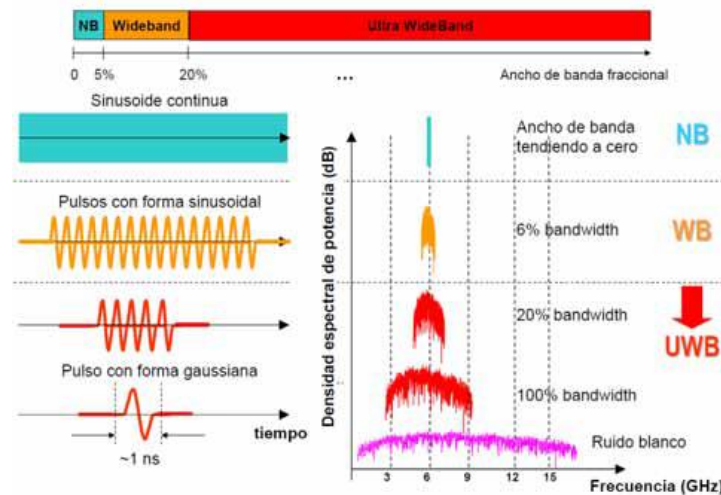 NB Wideband Ultra WideBand
0 5% 20% ... Ancho de banda fraccional
Sinusoide continua
Pulsos con forma sinusoidal
Pulso con forma gaussiana
~1 ns
tiempo
Densidad espectral de potencia (dB)
Ancho de banda
tendiendo a cero
NB
6% bandwidth
WB
20% bandwidth
UWB
100% bandwidth
Ruido blanco
3 6 9 12 15
Frecuencia (GHz)